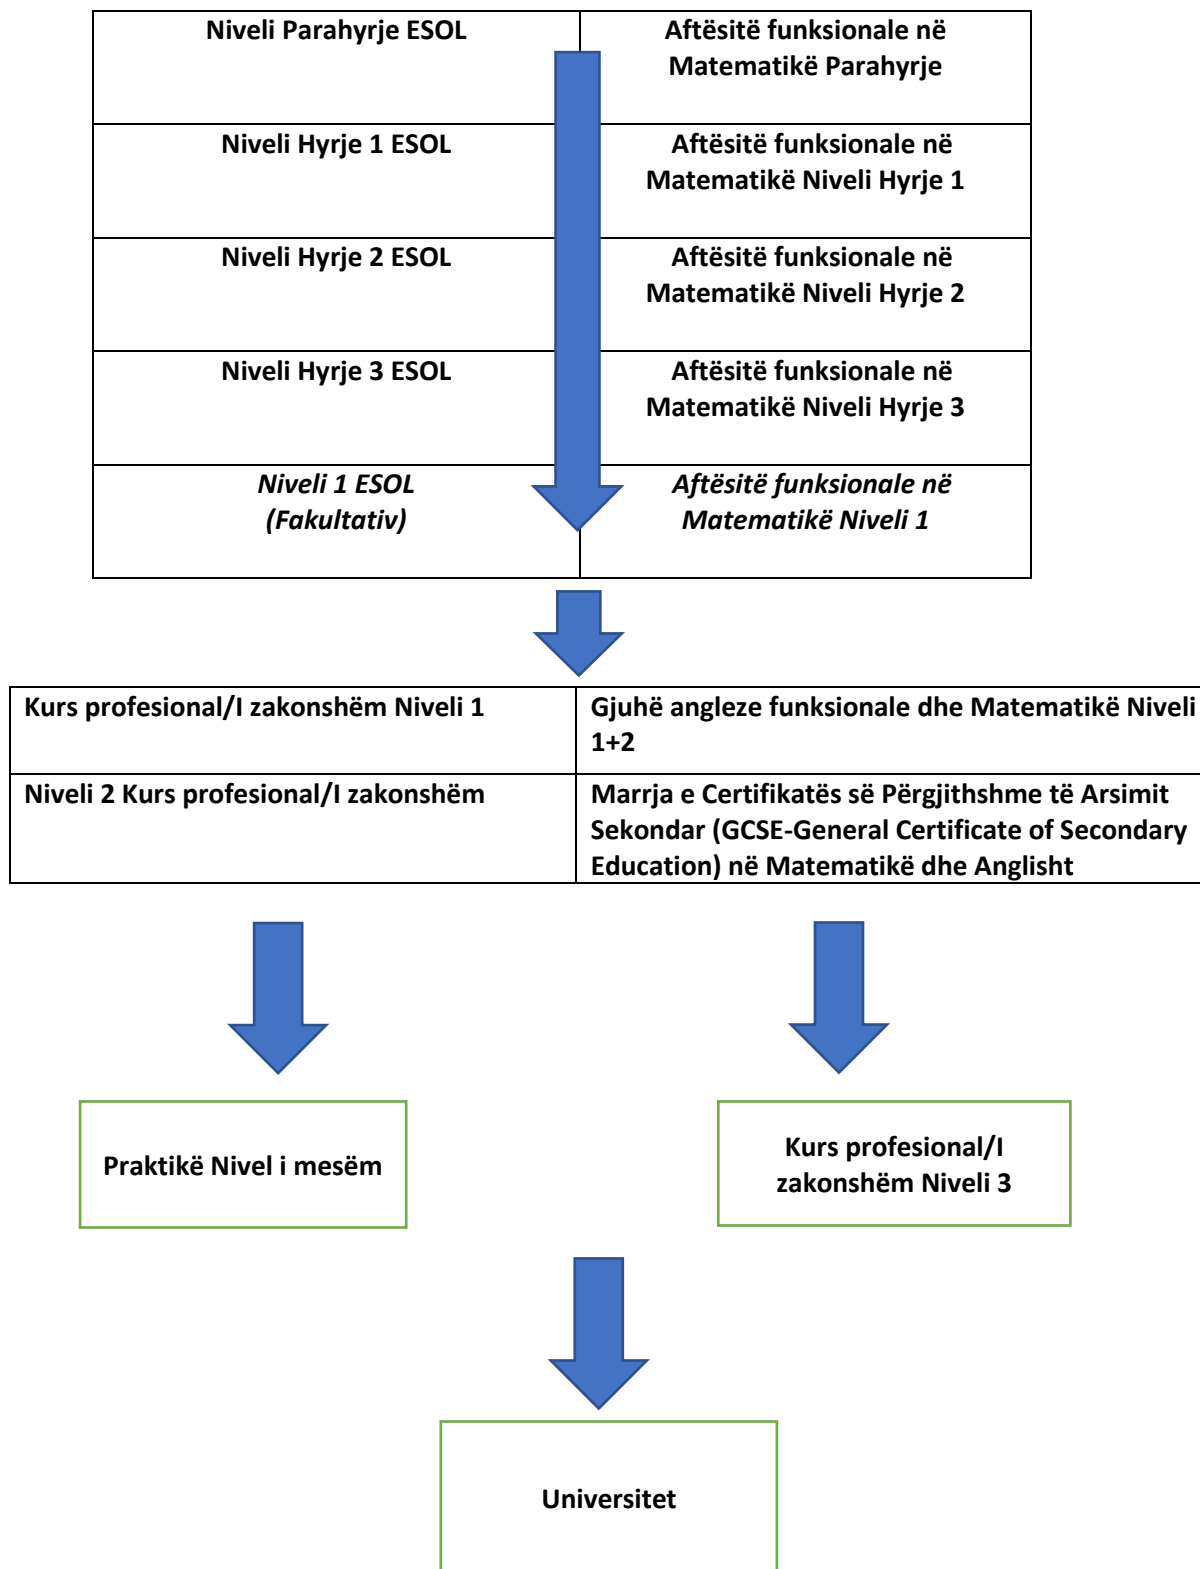 Niveli Parahyrje ESOL
Aftësitë funksionale në
Matematikë Parahyrje
Niveli Hyrje 1 ESOL
Aftësitë funksionale në
Matematikë Niveli Hyrje 1
Niveli Hyrje 2 ESOL
Aftësitë funksionale në
Matematikë Niveli Hyrje 2
Niveli Hyrje 3 ESOL
Aftësitë funksionale në
Matematikë Niveli Hyrje 3
Niveli 1 ESOL
(Fakultativ)
Aftësitë funksionale në
Matematikë Niveli 1
Kurs profesional/I zakonshëm Niveli 1
Gjuhë angleze funksionale dhe Matematikë Niveli
1+2
Niveli 2 Kurs profesional/I zakonshëm
Marrja e Certifikatës së Përgjithshme të Arsimit
Sekondar (GCSE-General Certificate of Secondary
Education) në Matematikë dhe Anglisht
Praktikë Nivel i mesëm
Kurs profesional/I
zakonshëm Niveli 3
Universitet